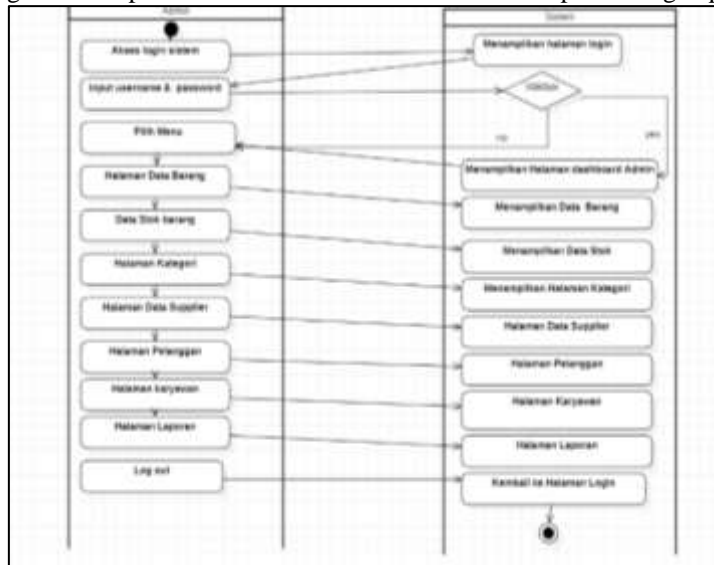 Admin
Sistem
Akses login sistem
Menampilkan halaman login
Input username & password
Validasi
no
yes
Pilih Menu
Menampilkan Halaman dashboard Admin
Halaman Data Barang
Menampilkan Data Barang
Data Stok barang
Menampilkan Data Stok
Halaman Kategori
Menampilkan Halaman Kategori
Halaman Data Supplier
Halaman Data Supplier
Halaman Pelanggan
Halaman Pelanggan
Halaman karyawan
Halaman Karyawan
Halaman Laporan
Halaman Laporan
Log out
Kembali ke Halaman Login